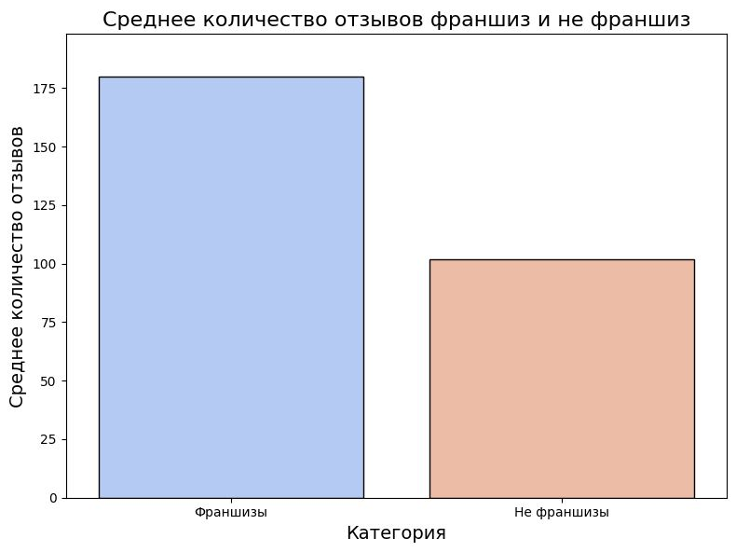 Среднее количество отзывов франшиз и не франшиз
Среднее количество отзывов
175
150
125
100
75
50
25
0
Франшизы
Не франшизы
Категория